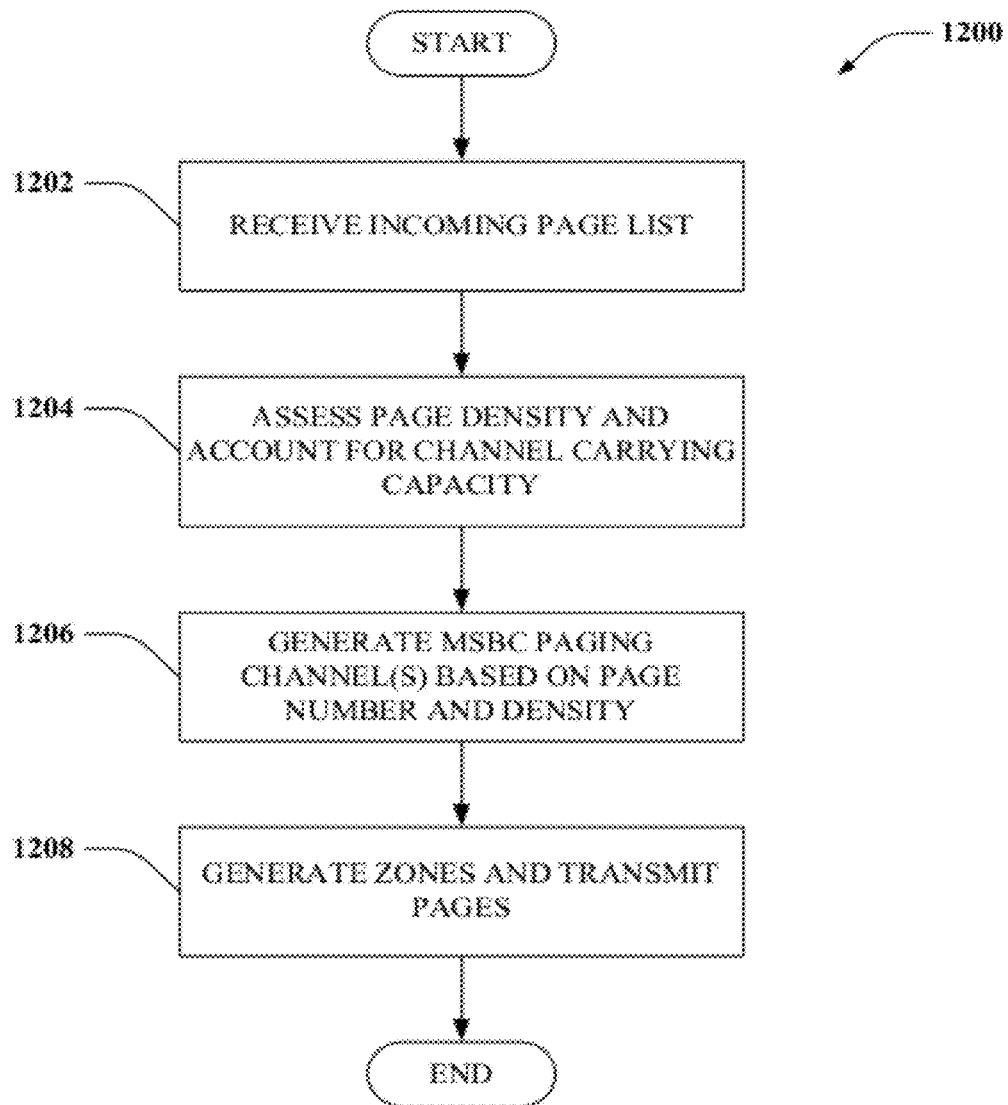 START
1200
1202
RECEIVE INCOMING PAGE LIST
1204
ASSESS PAGE DENSITY AND
ACCOUNT FOR CHANNEL CARRYING
CAPACITY
1206
GENERATE MSBC PAGING
CHANNEL(S) BASED ON PAGE
NUMBER AND DENSITY
1208
GENERATE ZONES AND TRANSMIT
PAGES
END